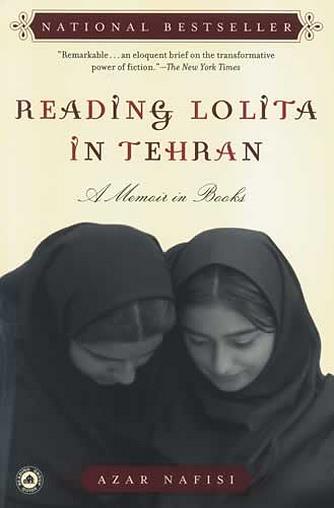 NATIONAL BESTSELLER
"Remarkable...an eloquent brief on the transformative
power of fiction."—The New York Times
READING LOLITA
IN TEHRAN
A Memoir in Books
AZAR NAFISI